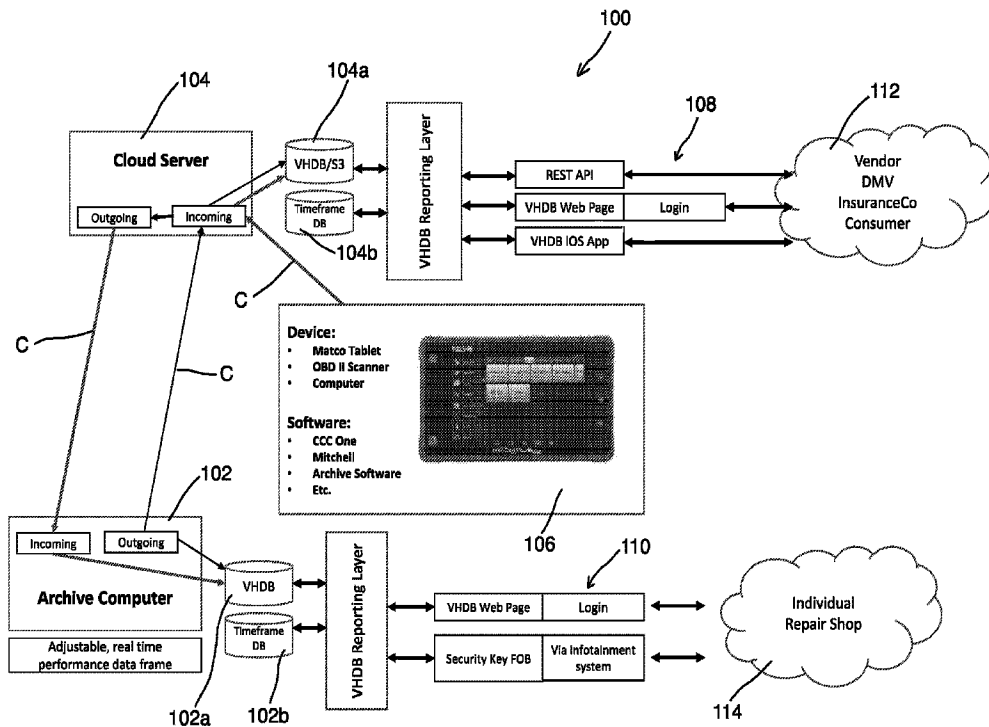 100
104
104a
108
112
Cloud Server
VHDB/S3
Outgoing
Incoming
Timeframe
DB
104b
VHDB Reporting Layer
REST API
VHDB Web Page
Login
VHDB IOS App
Vendor
DMV
InsuranceCo
Consumer
C
C
C
Device:
• Matco Tablet
• OBD II Scanner
• Computer
Software:
• CCC One
• Mitchell
• Archive Software
• Etc.
106
102
Incoming
Outgoing
Archive Computer
Adjustable, real time
performance data frame
VHDB
Timeframe
DB
102a
102b
VHDB Reporting Layer
110
VHDB Web Page
Login
Security Key FOB
Via Infotainment
system
Individual
Repair Shop
114